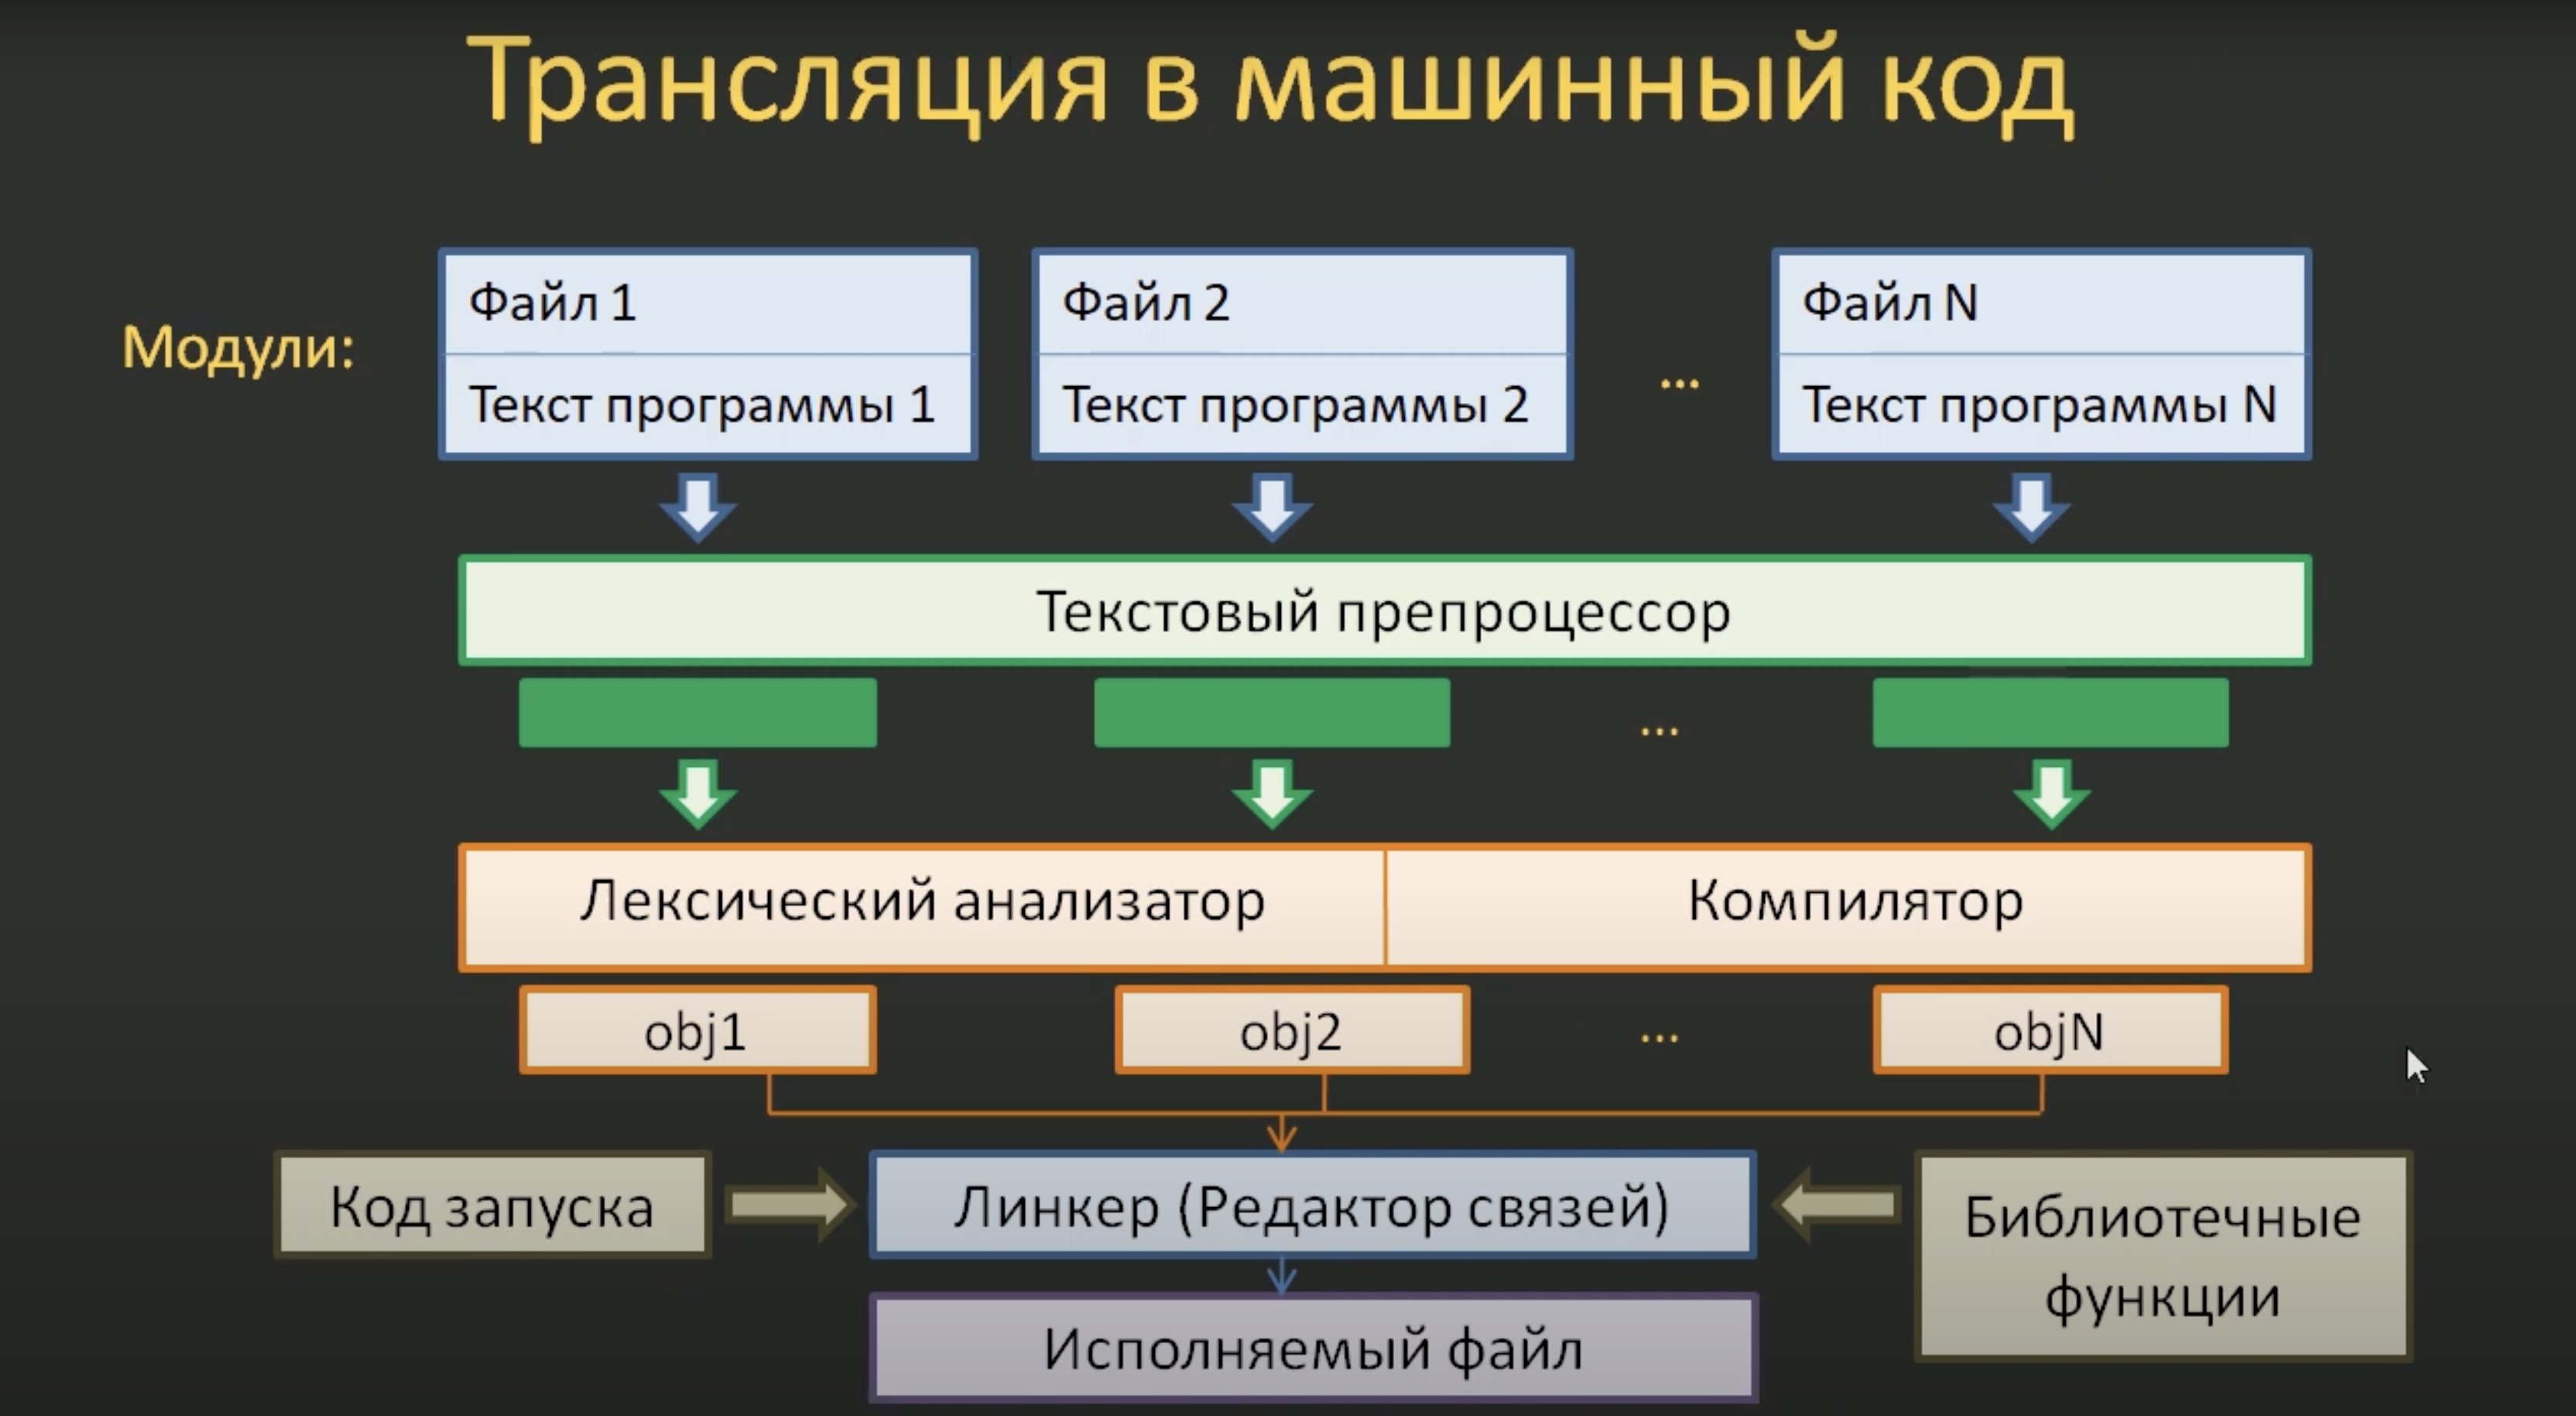 Трансляция в машинный код
Модули:
Файл 1
Текст программы 1
Файл 2
Текст программы 2
...
Файл N
Текст программы N
Текстовый препроцессор
...
Лексический анализатор
Компилятор
obj1
obj2
...
objN
Код запуска
Линкер (Редактор связей)
Библиотечные
функции
Исполняемый файл